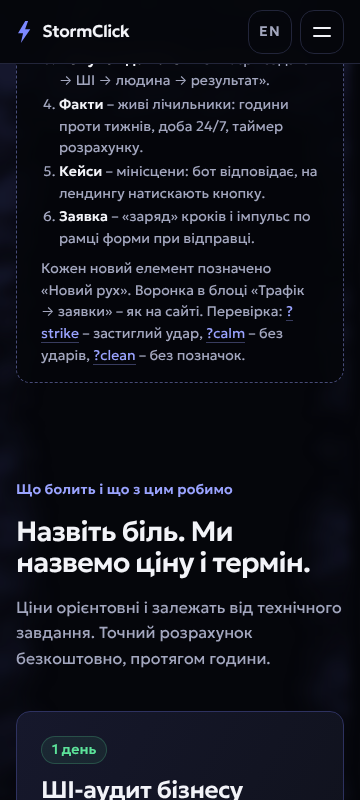 StormClick
EN
→ ШІ → людина → результат».
4. Факти – живі лічильники: години
проти тижнів, доба 24/7, таймер
розрахунку.
5. Кейси – мінісцени: бот відповідає, на
лендингу натискають кнопку.
6. Заявка – «заряд» кроків і імпульс по
рамці форми при відправці.
Кожен новий елемент позначено
«Новий рух». Воронка в блоці «Трафік
→ заявки» – як на сайті. Перевірка: ?
strike – застиглий удар, ?calm – без
ударів, ?clean – без позначок.
Що болить і що з цим робимо
Назвіть біль. Ми
назвемо ціну і термін.
Ціни орієнтовні і залежать від технічного
завдання. Точний розрахунок
безкоштовно, протягом години.
1 день
ШІ-аудит бізнесу